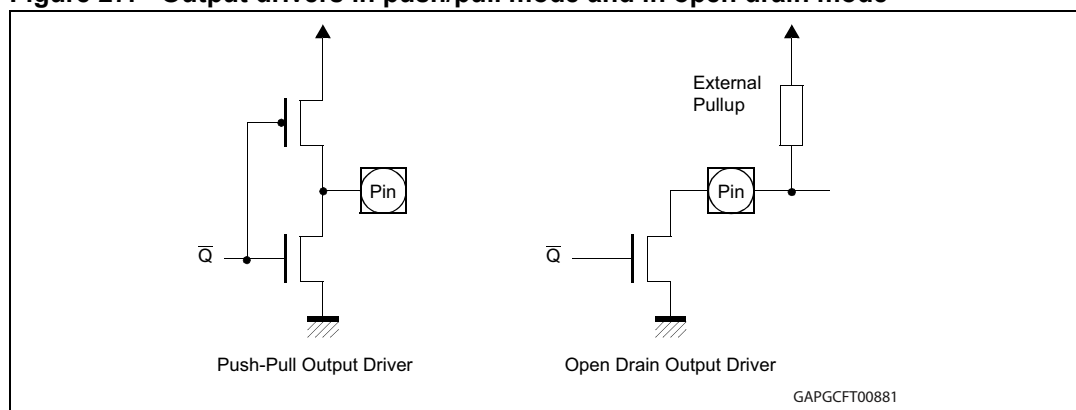 Figure Output drivers in push/pull mode and in open drain mode
External
Pullup
Pin
Pin
Q̅
Q̅
Push-Pull Output Driver
Open Drain Output Driver
GAPGCFT00881